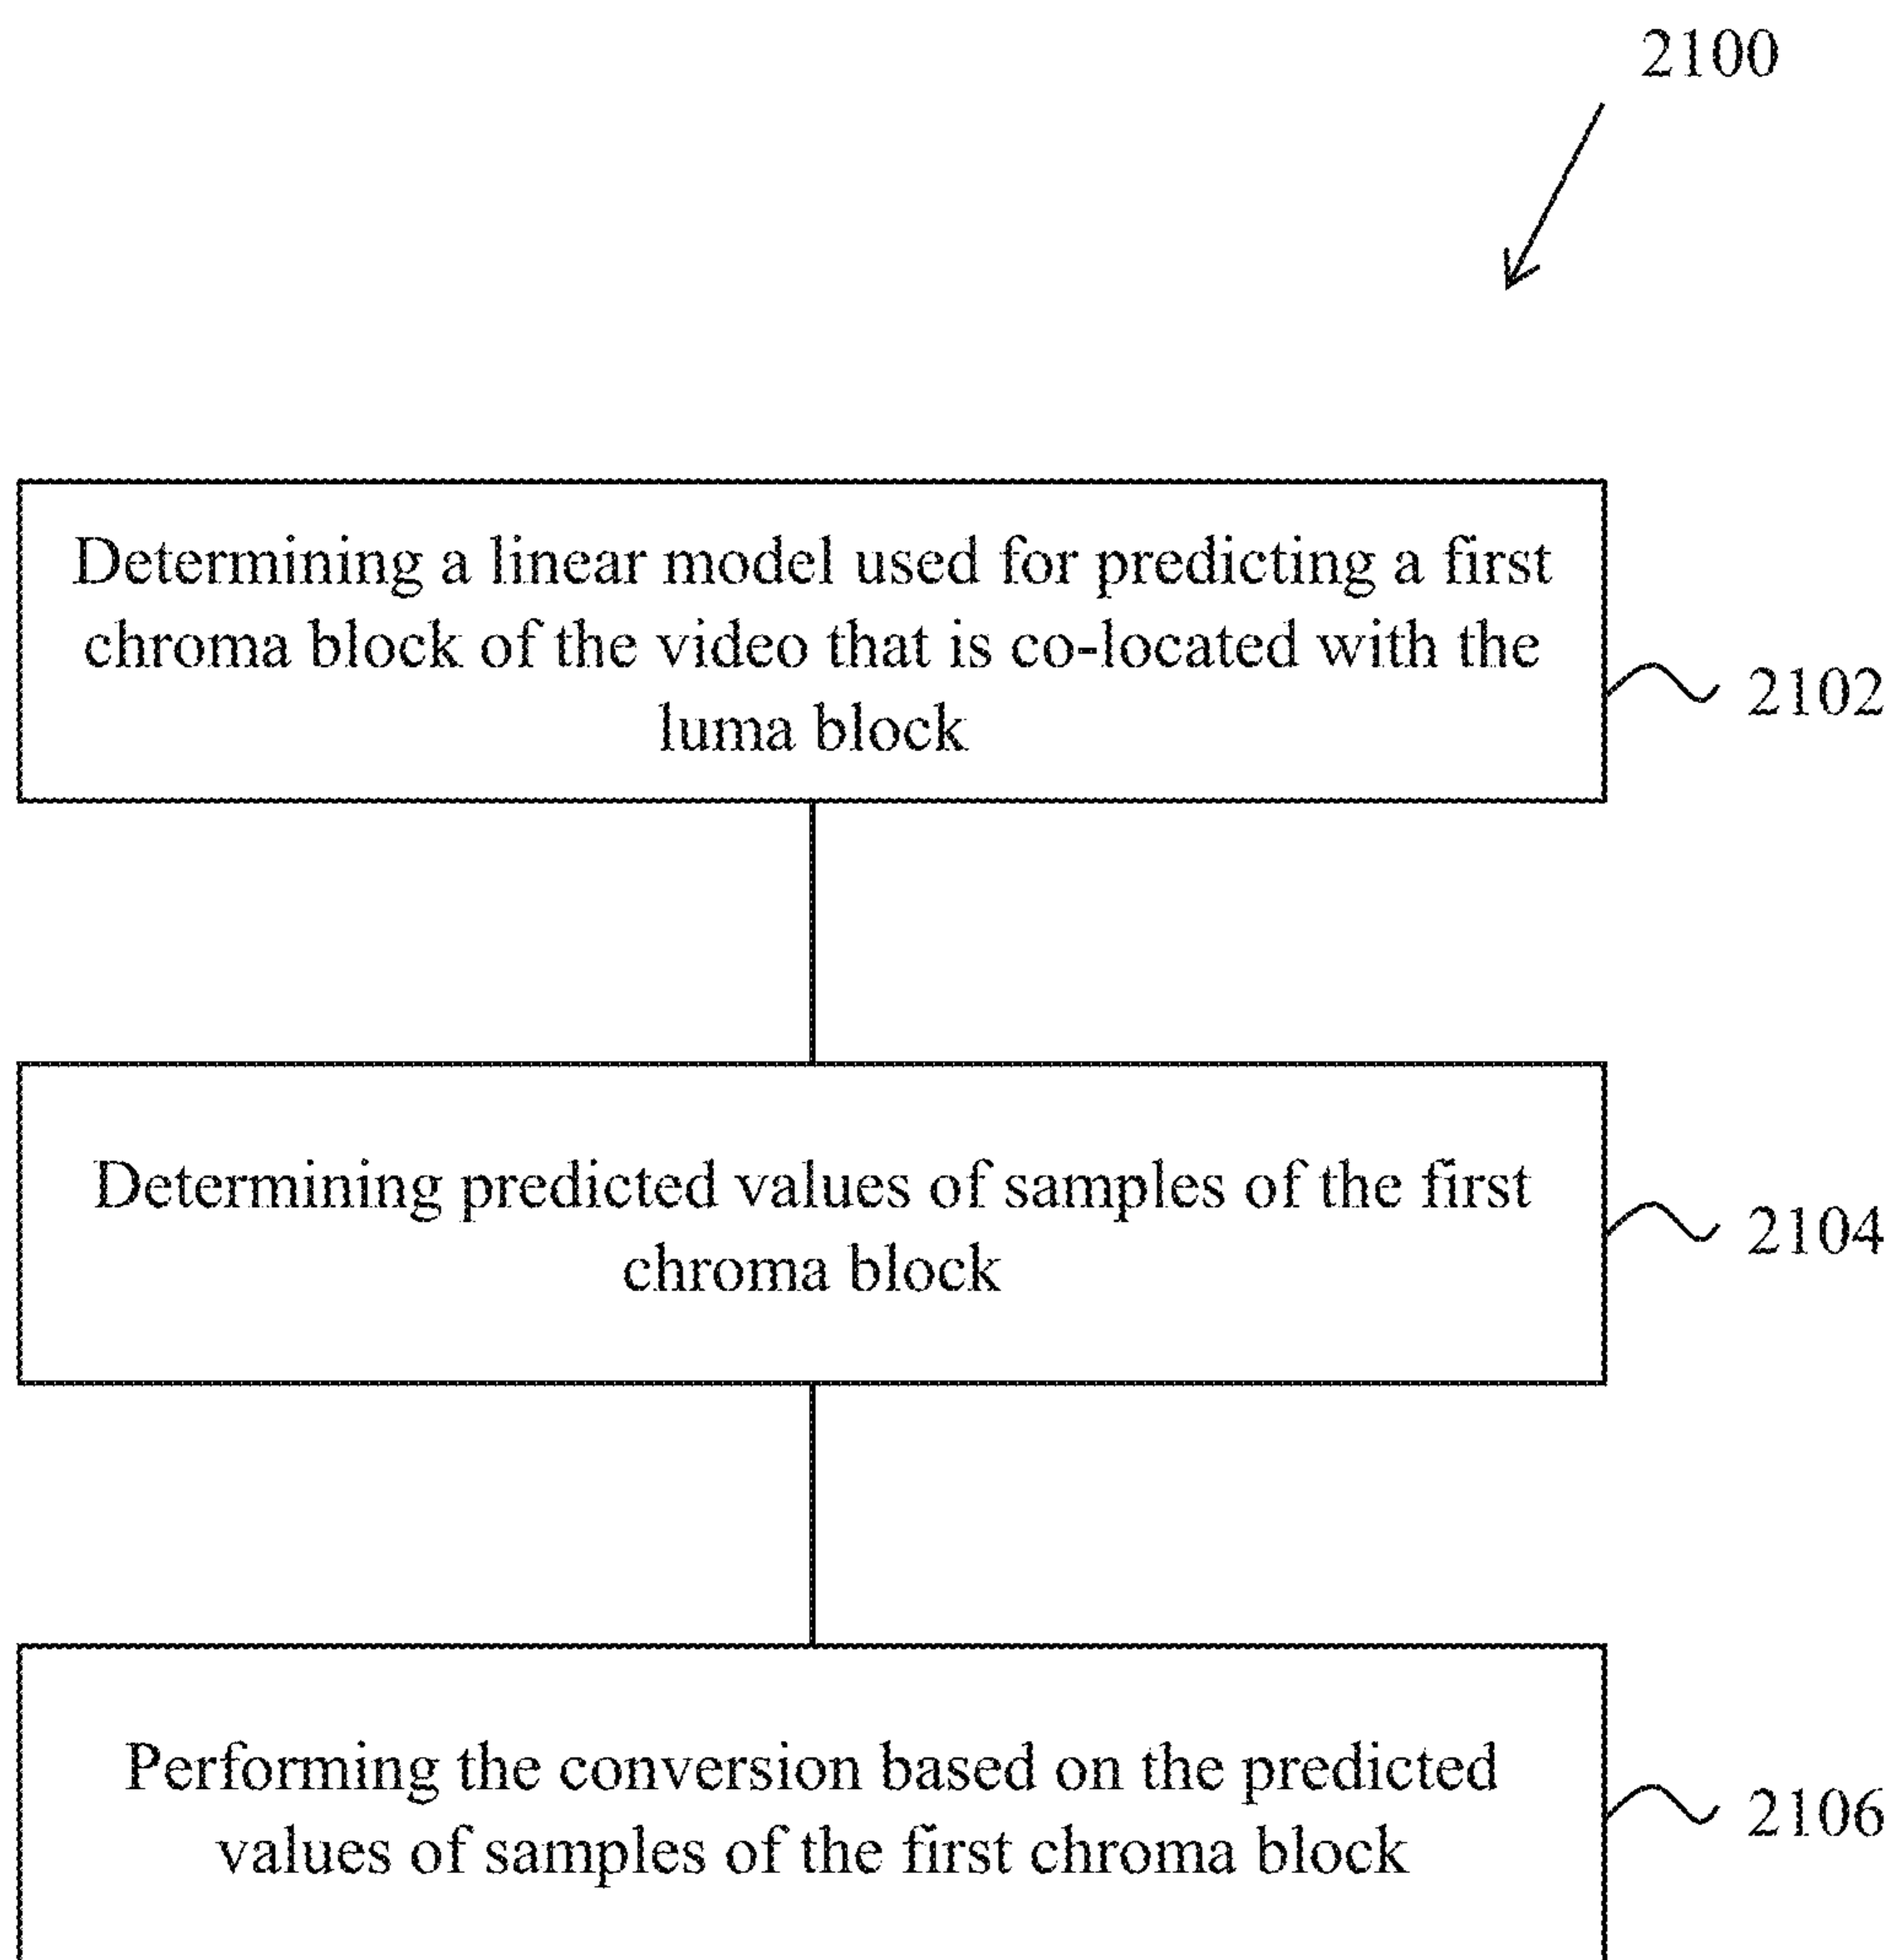 2100
Determining a linear model used for predicting a first
chroma block of the video that is co-located with the
luma block
2102
Determining predicted values of samples of the first
chroma block
2104
Performing the conversion based on the predicted
values of samples of the first chroma block
2106